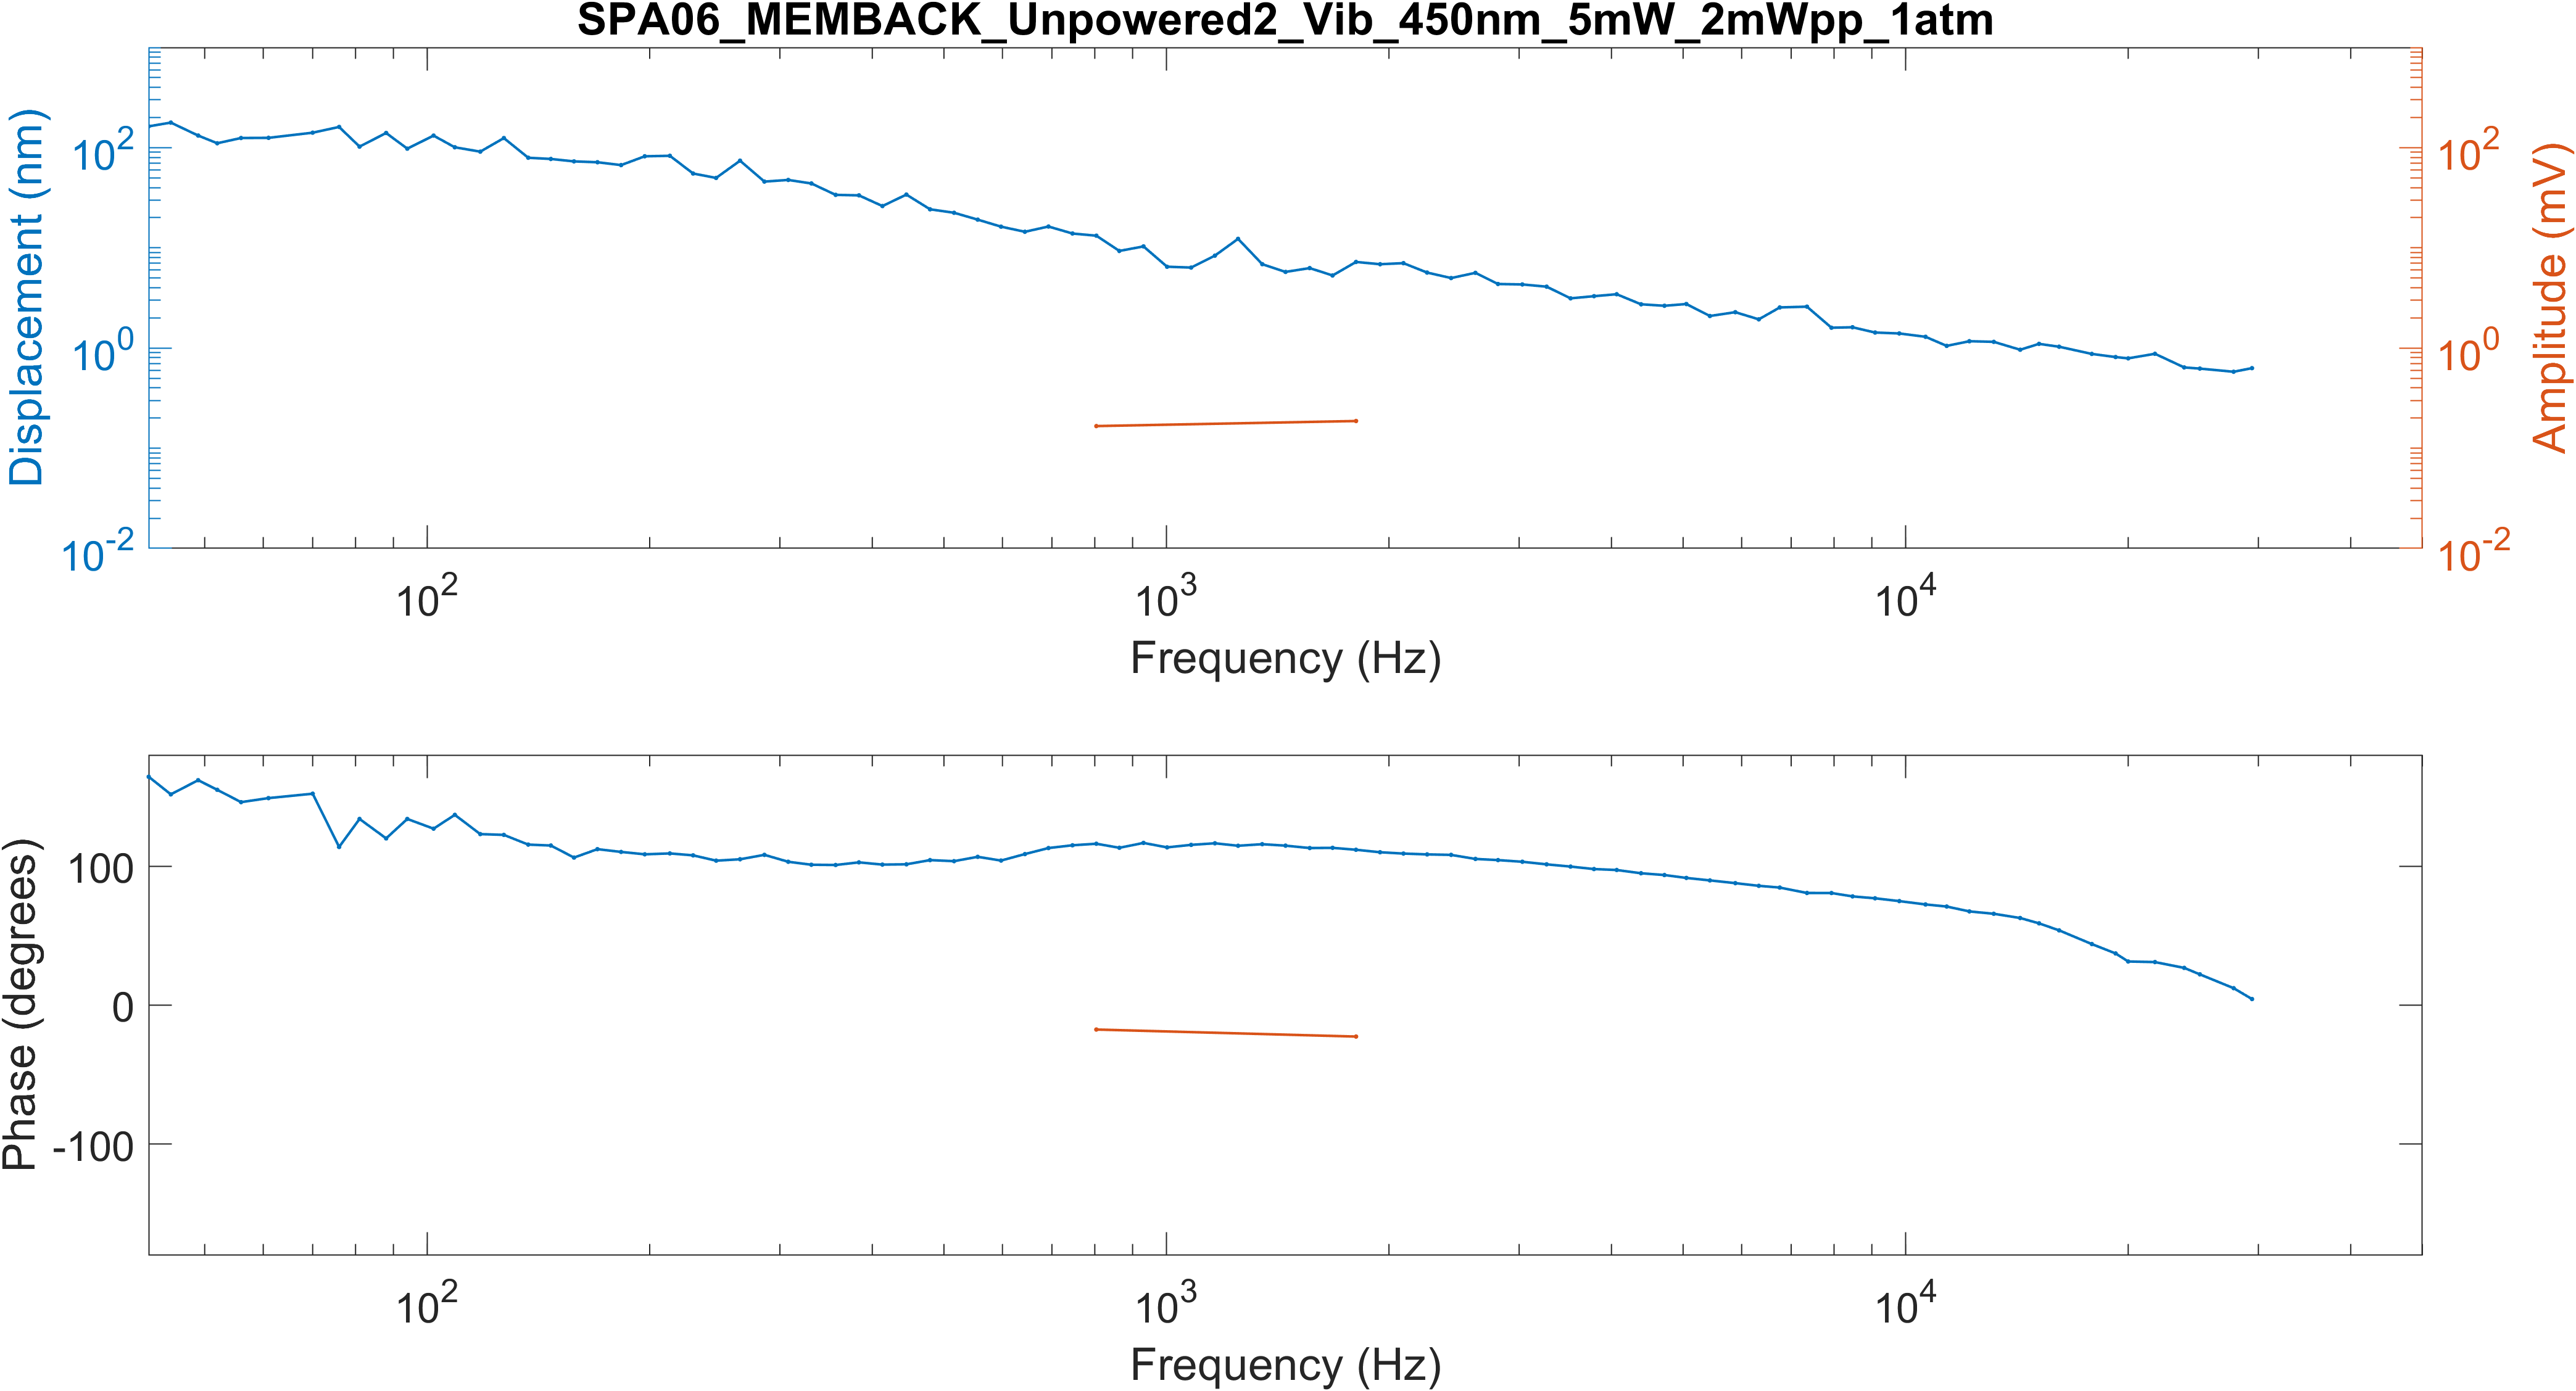 SPA06_MEMBACK_Unpowered2_Vib_450nm_5mW_2mWpp_1atm
Displacement (nm)
10^2
10^0
10^-2
Amplitude (mV)
10^2
10^0
10^-2
10^2 10^3 10^4
Frequency (Hz)
Phase (degrees)
100
0
-100
10^2 10^3 10^4
Frequency (Hz)